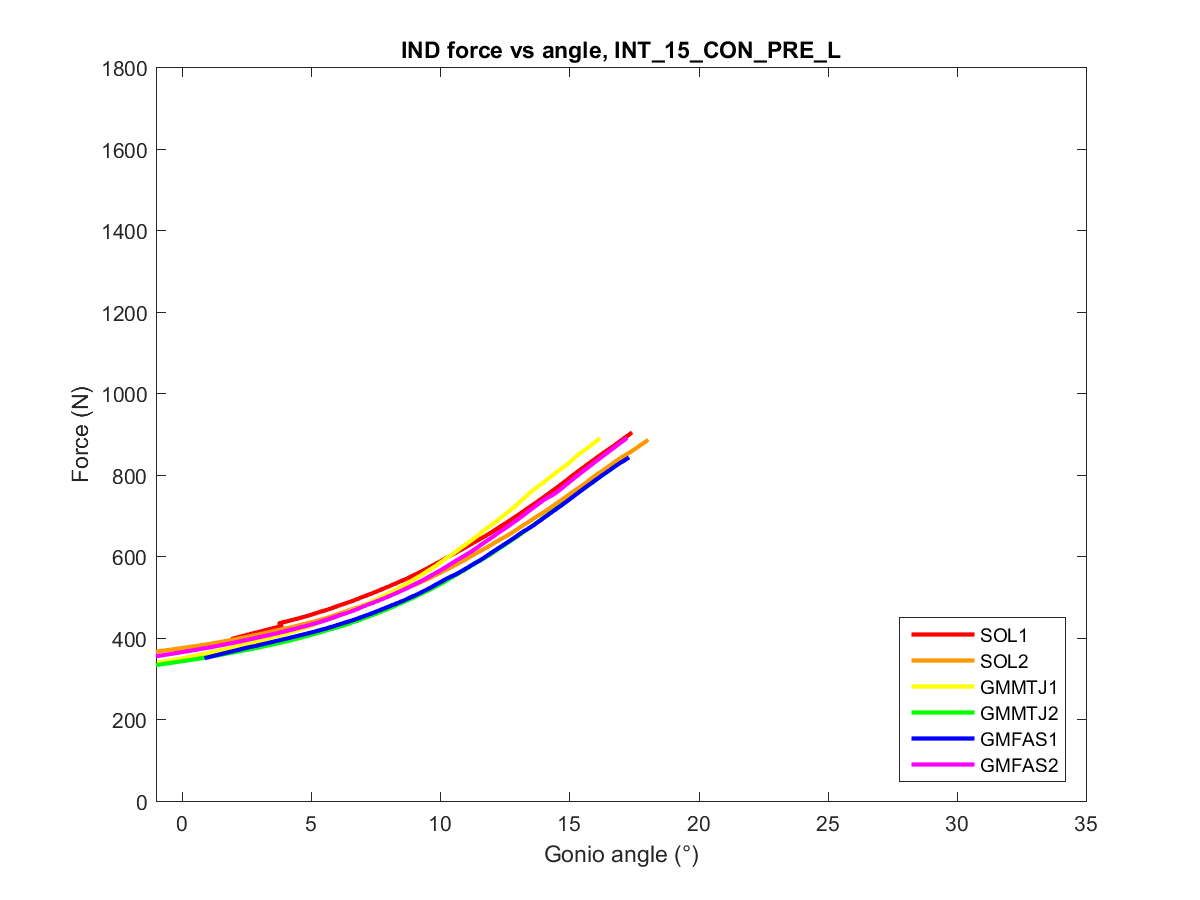 IND force vs angle, INT_15_CON_PRE_L
1800
1600
1400
1200
1000
800
600
400
200
0
Force (N)
0 5 10 15 20 25 30 35
Gonio angle (°)
SOL1
SOL2
GMMTJ1
GMMTJ2
GMFAS1
GMFAS2